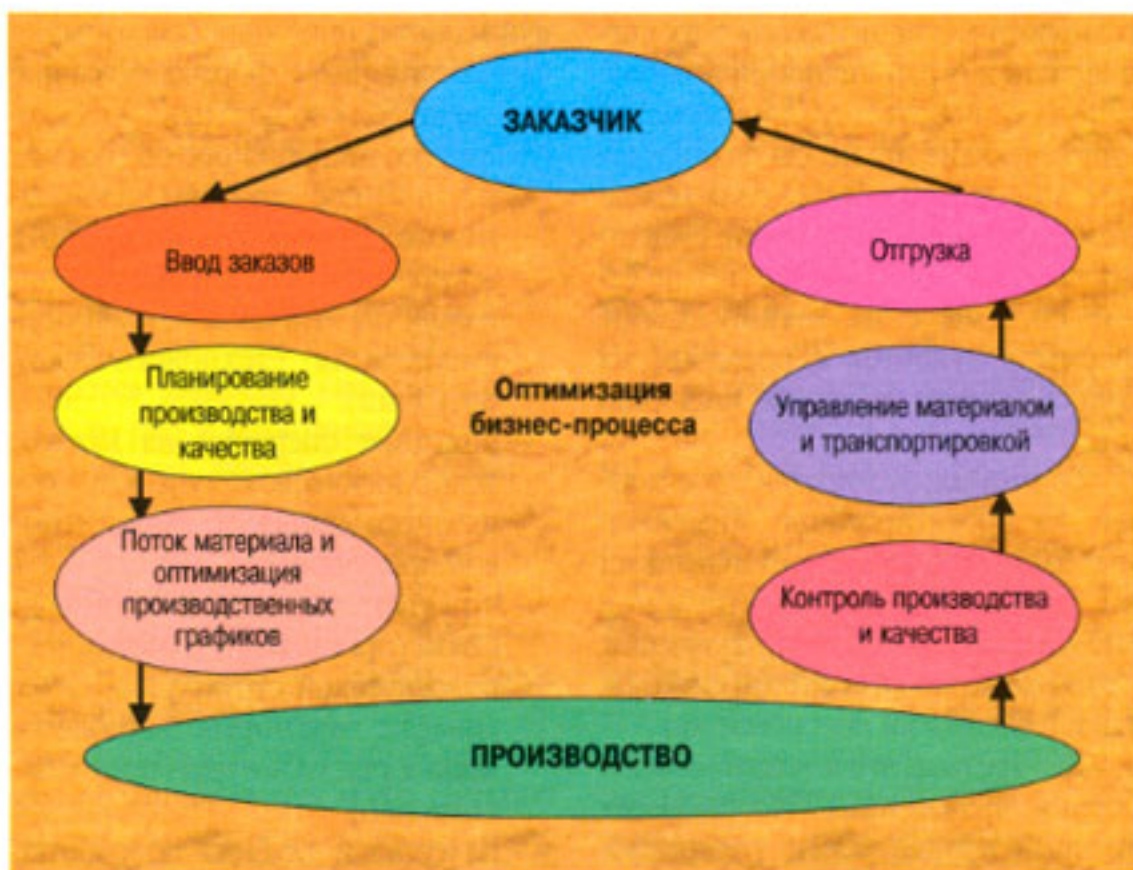 ЗАКАЗЧИК
Ввод заказов
Отгрузка
Планирование
производства и
качества
Оптимизация
бизнес-процесса
Управление материалом
и транспортировкой
Поток материала и
оптимизация
производственных
графиков
Контроль производства
и качества
ПРОИЗВОДСТВО